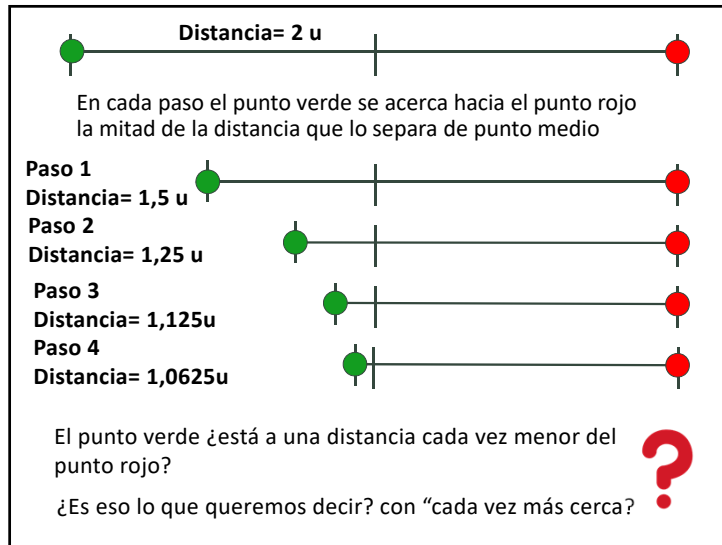 Distancia= 2 u
En cada paso el punto verde se acerca hacia el punto rojo
la mitad de la distancia que lo separa de punto medio
Paso 1
Distancia= 1,5 u
Paso 2
Distancia= 1,25 u
Paso 3
Distancia= 1,125u
Paso 4
Distancia= 1,0625u
El punto verde ¿está a una distancia cada vez menor del
punto rojo?
¿Es eso lo que queremos decir? con “cada vez más cerca?
?